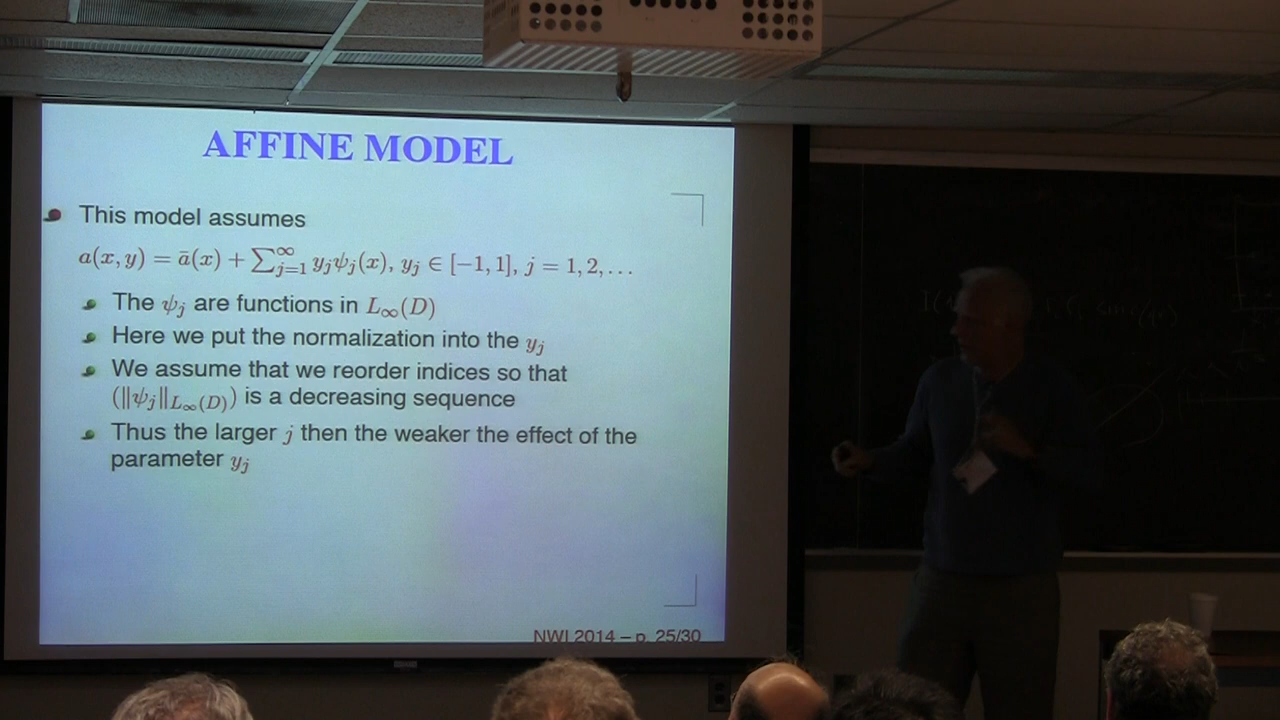 AFFINE MODEL
This model assumes
a(x, y) = ā(x) + ∑_{j=1}^{∞} y_jψ_j(x), y_j ∈ [−1, 1], j = 1, 2, . . .
The ψ_j are functions in L_∞(D)
Here we put the normalization into the y_j
We assume that we reorder indices so that
(‖ψ_j‖_{L_∞(D)}) is a decreasing sequence
Thus the larger j then the weaker the effect of the
parameter y_j
NWI 2014 – p. 25/30